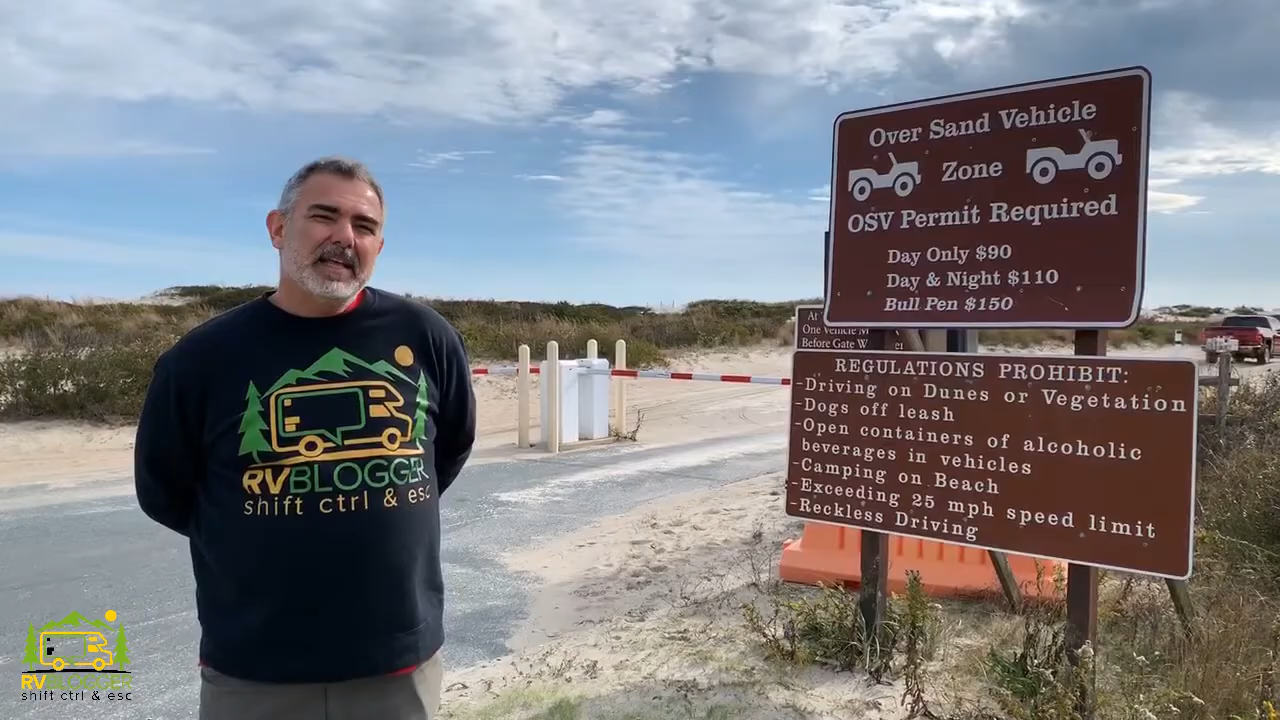 Over Sand Vehicle
Zone
OSV Permit Required
Day Only $90
Day & Night $110
Bull Pen $150
At
One Vehicle M
Before Gate W
REGULATIONS PROHIBIT:
-Driving on Dunes or Vegetation
-Dogs off leash
-Open containers of alcoholic
beverages in vehicles
-Camping on Beach
-Exceeding 25 mph speed limit
-Reckless Driving
RVBLOGGER
shift ctrl & esc
RVBLOGGER
shift ctrl & esc